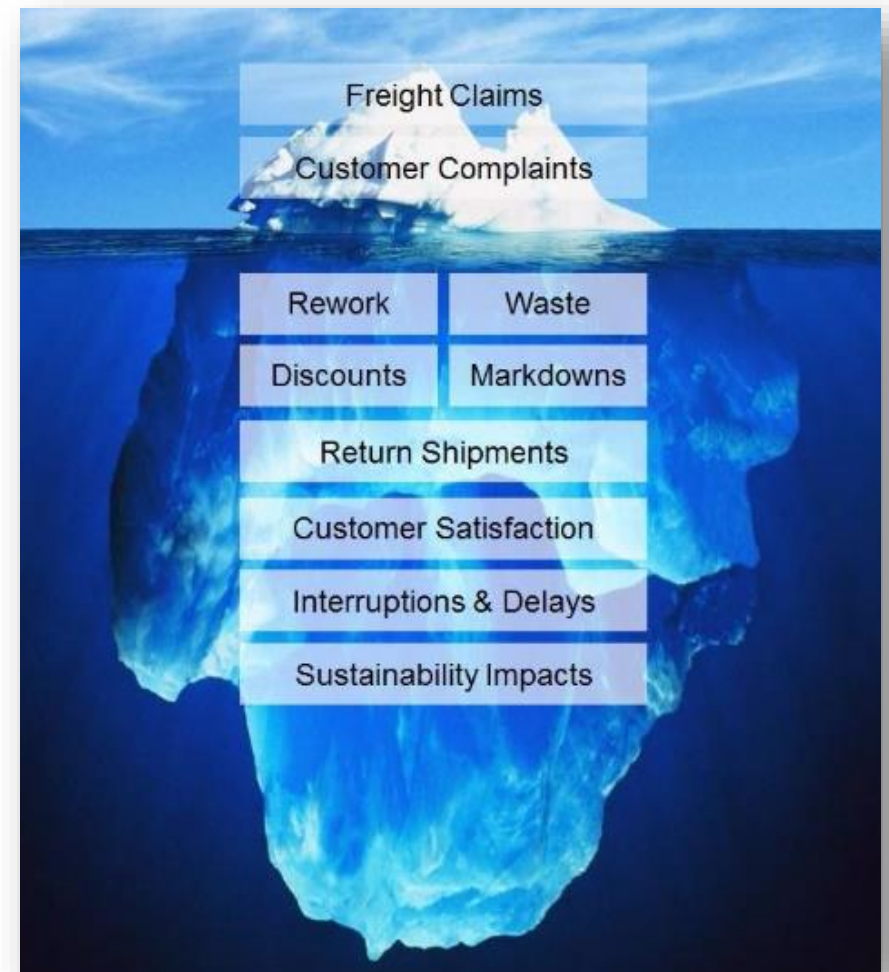 Freight Claims
Customer Complaints
Rework
Waste
Discounts
Markdowns
Return Shipments
Customer Satisfaction
Interruptions & Delays
Sustainability Impacts